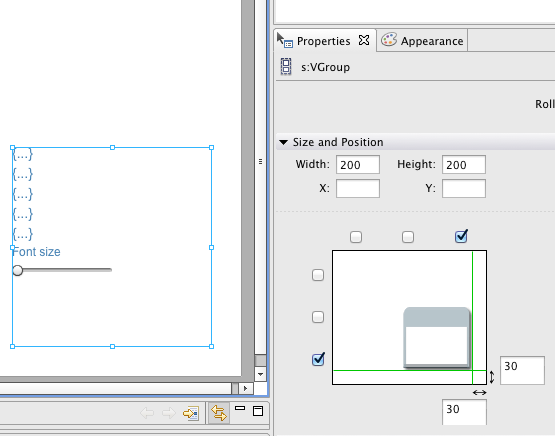 Properties
Appearance
s:VGroup
Roll
Size and Position
Width: 200 Height: 200
X: Y:
{...}
{...}
{...}
{...}
{...}
Font size
30
30